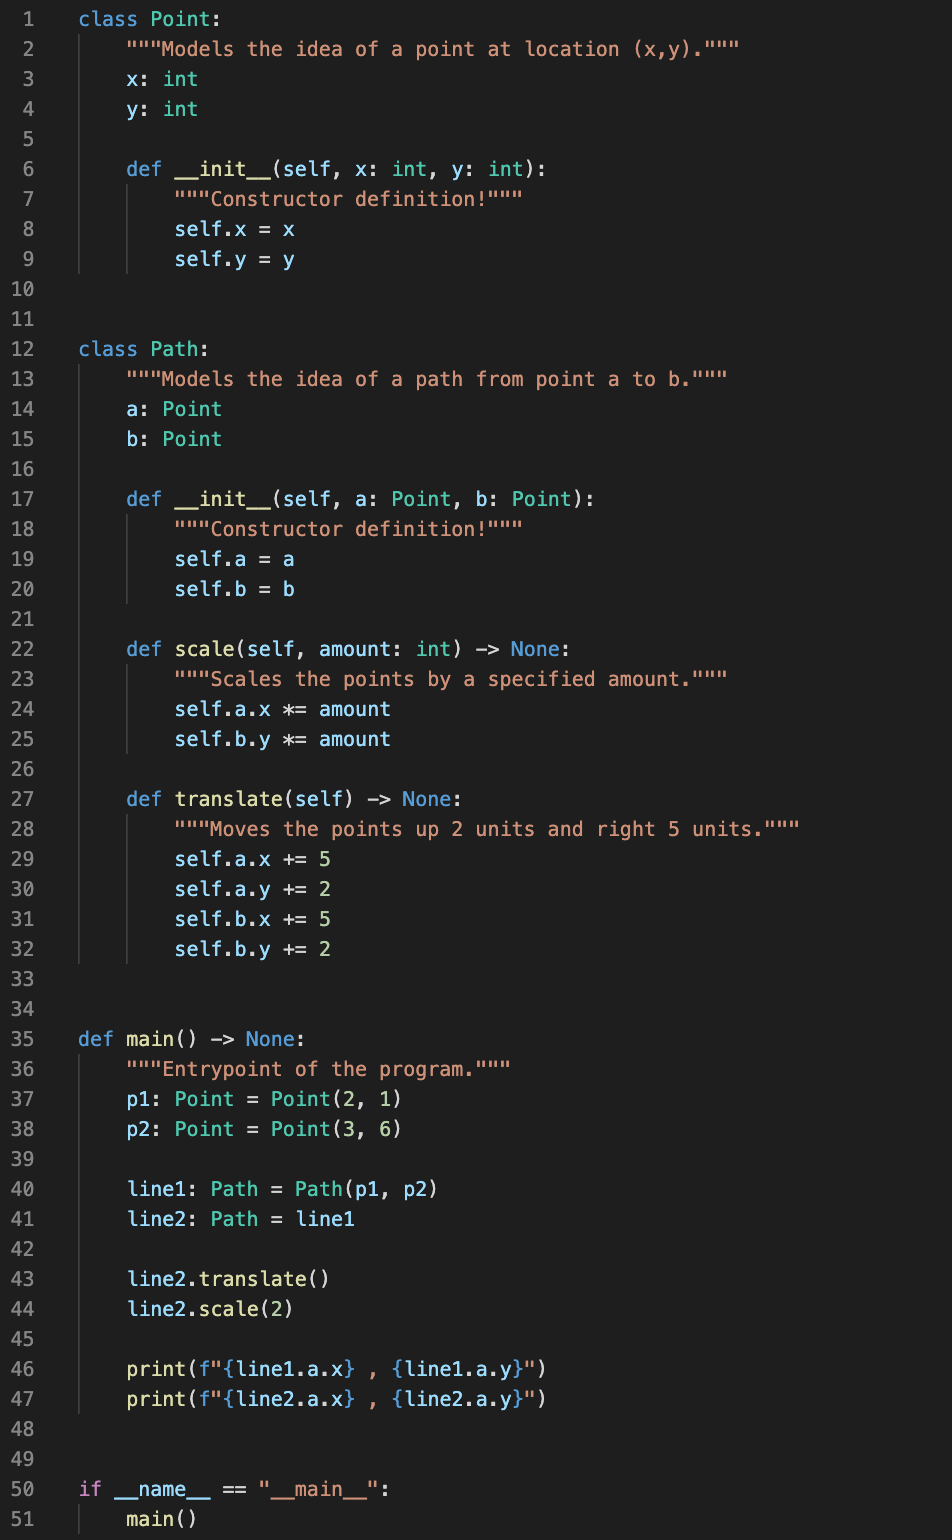 1 class Point:
2     """Models the idea of a point at location (x,y)."""
3     x: int
4     y: int
5
6     def __init__(self, x: int, y: int):
7         """Constructor definition!"""
8         self.x = x
9         self.y = y
10
11
12 class Path:
13     """Models the idea of a path from point a to b."""
14     a: Point
15     b: Point
16
17     def __init__(self, a: Point, b: Point):
18         """Constructor definition!"""
19         self.a = a
20         self.b = b
21
22     def scale(self, amount: int) -> None:
23         """Scales the points by a specified amount."""
24         self.a.x *= amount
25         self.b.y *= amount
26
27     def translate(self) -> None:
28         """Moves the points up 2 units and right 5 units."""
29         self.a.x += 5
30         self.a.y += 2
31         self.b.x += 5
32         self.b.y += 2
33
34
35 def main() -> None:
36     """Entrypoint of the program."""
37     p1: Point = Point(2, 1)
38     p2: Point = Point(3, 6)
39
40     line1: Path = Path(p1, p2)
41     line2: Path = line1
42
43     line2.translate()
44     line2.scale(2)
45
46     print(f"{line1.a.x} , {line1.a.y}")
47     print(f"{line2.a.x} , {line2.a.y}")
48
49
50 if __name__ == "__main__":
51     main()